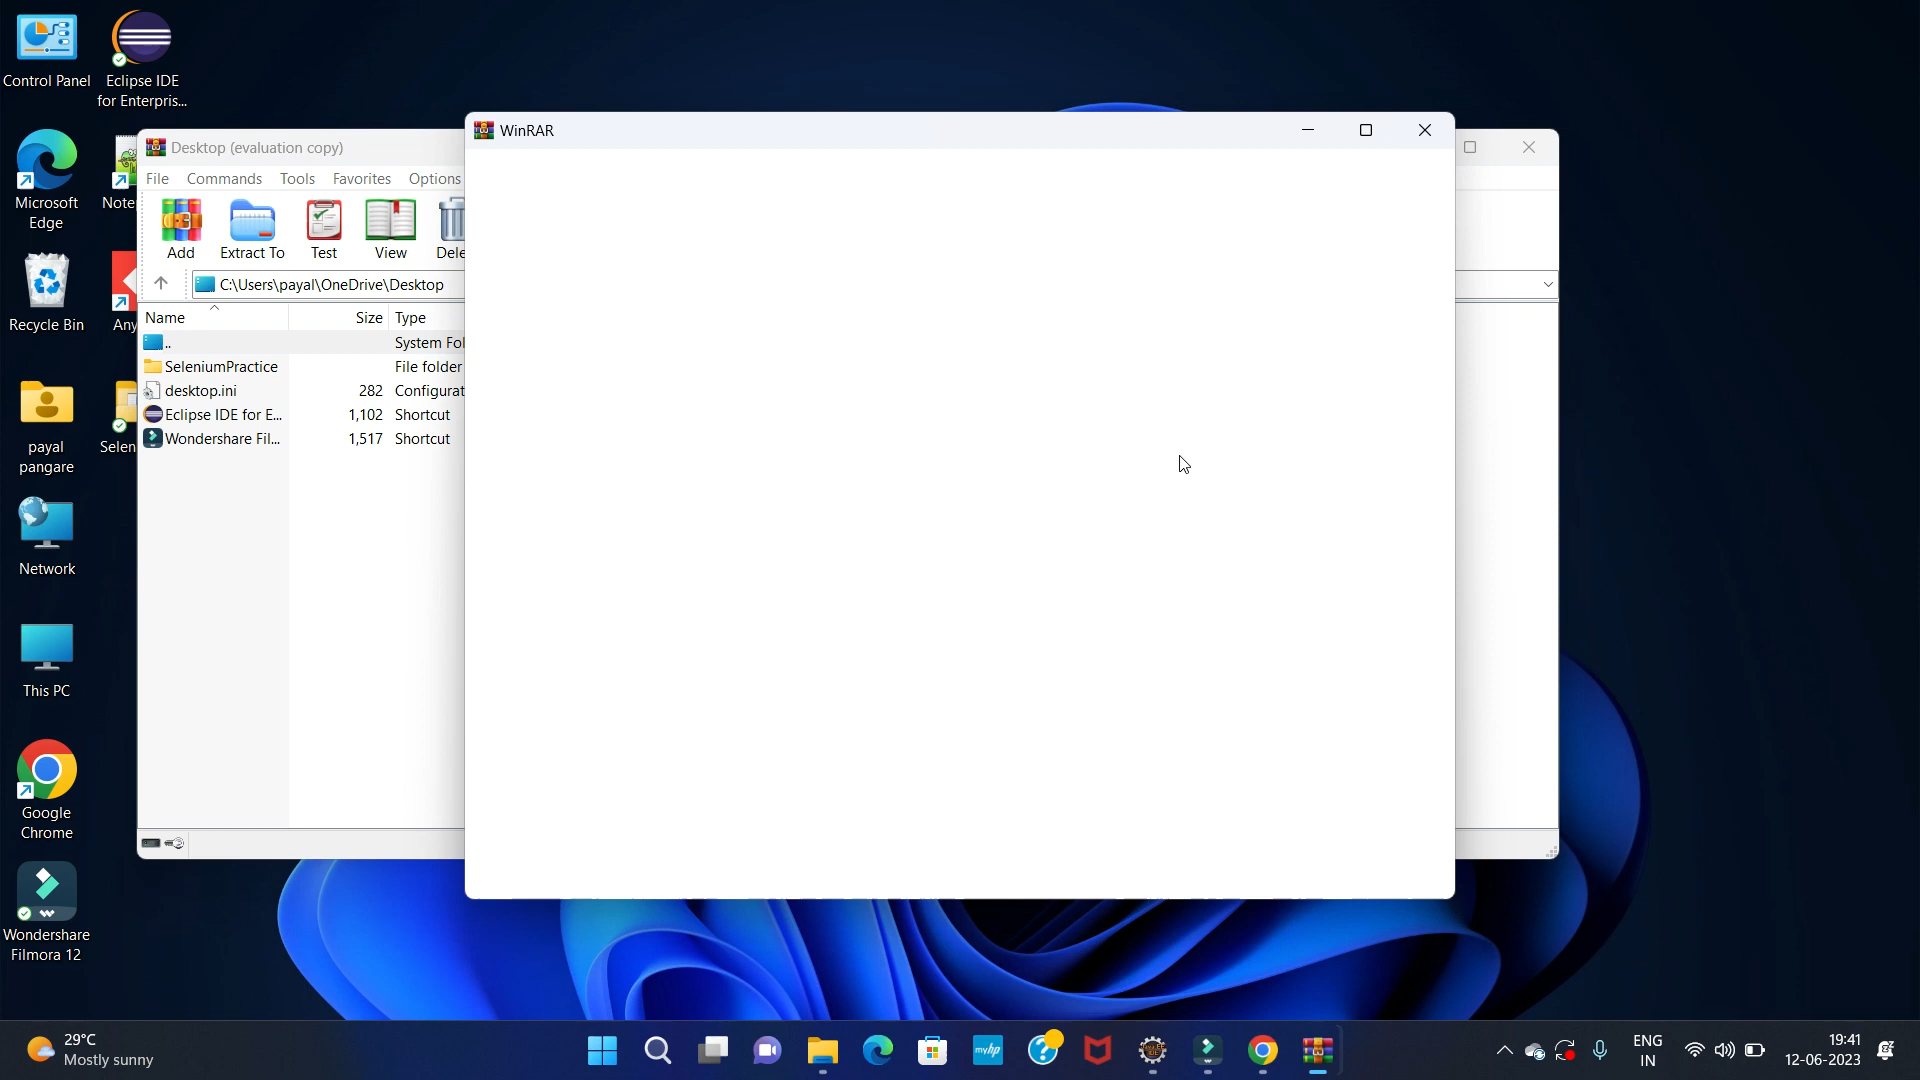 Control Panel
Eclipse IDE
for Enterpris...
Microsoft
Edge
Note
Recycle Bin
Any
payal
pangare
Selen
Network
This PC
Google
Chrome
Wondershare
Filmora 12
Desktop (evaluation copy)
File Commands Tools Favorites Options
Add Extract To Test View Dele
C:\Users\payal\OneDrive\Desktop
Name Size Type
.. System Fol
SeleniumPractice File folder
desktop.ini 282 Configurat
Eclipse IDE for E... 1,102 Shortcut
Wondershare Fil... 1,517 Shortcut
WinRAR
29°C
Mostly sunny
myhp
ENG
IN
19:41
12-06-2023